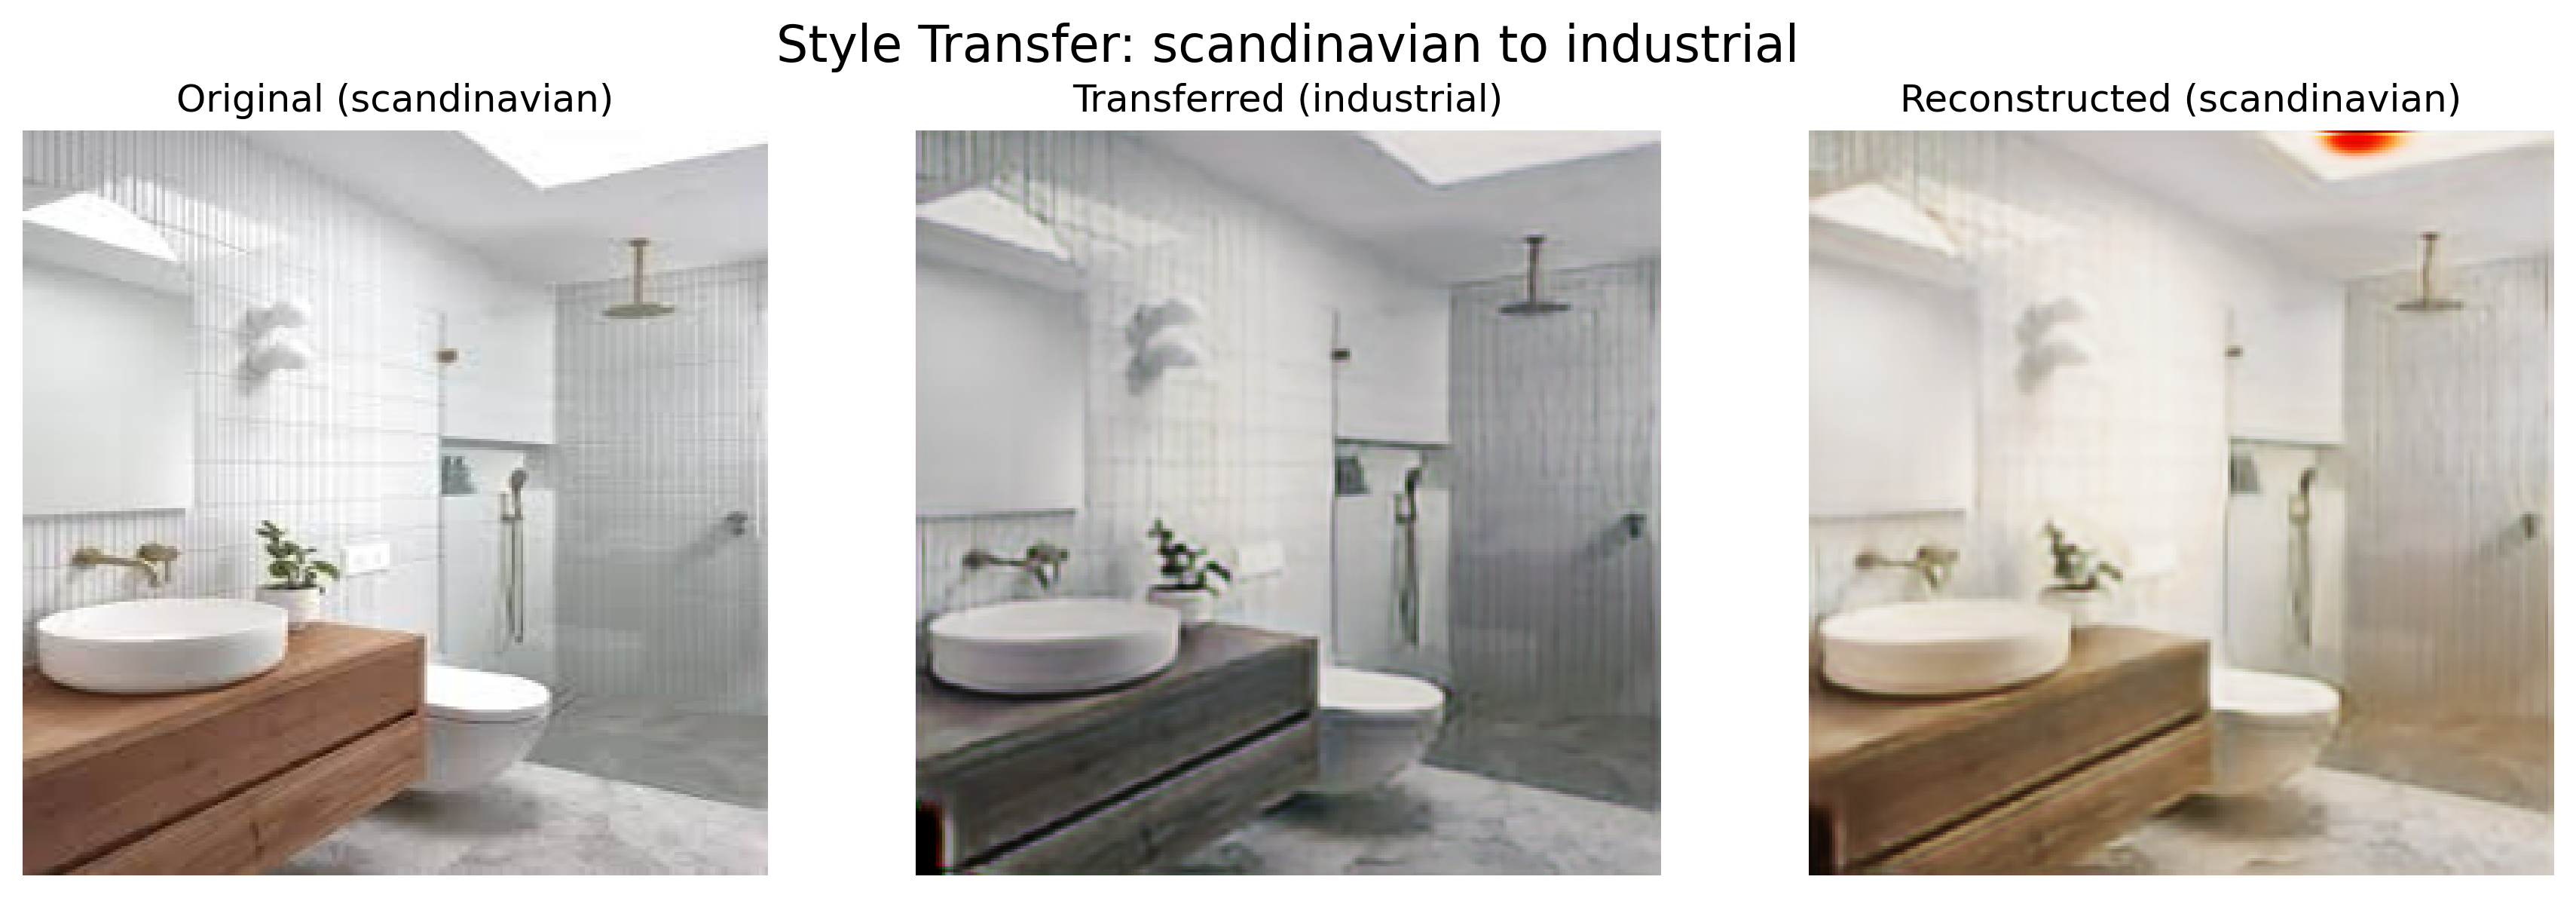 Style Transfer: scandinavian to industrial
Original (scandinavian)
Transferred (industrial)
Reconstructed (scandinavian)